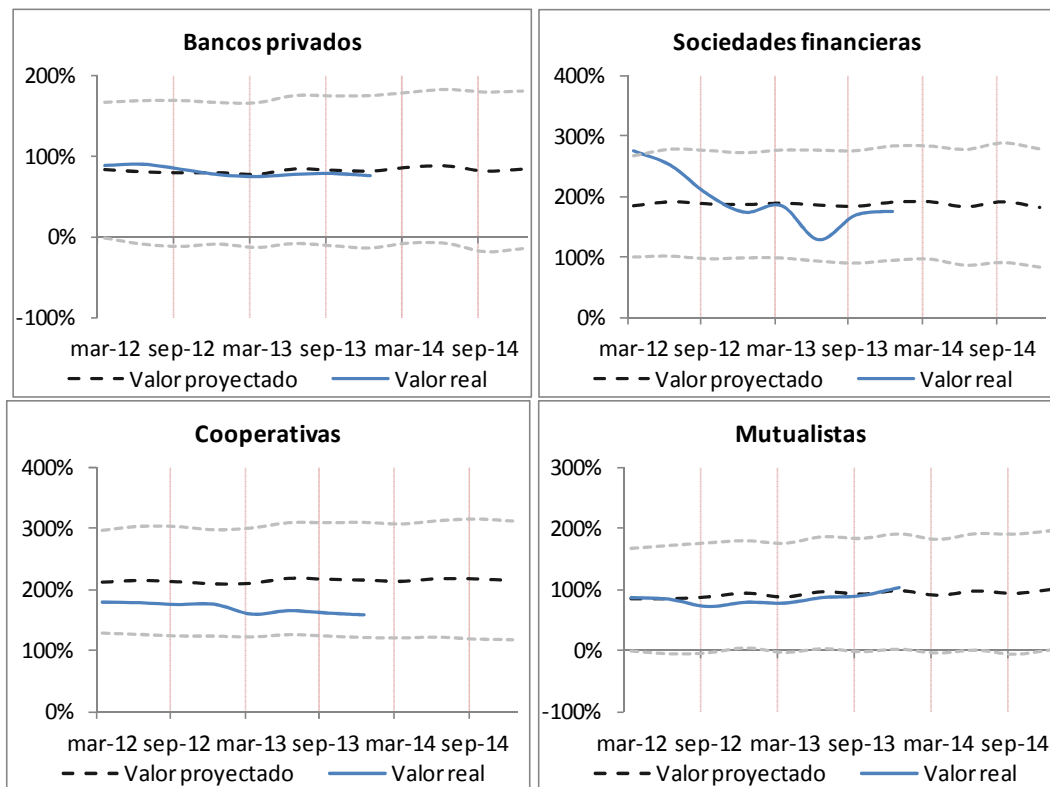 Bancos privados
200%
100%
0%
-100%
mar-12 sep-12 mar-13 sep-13 mar-14 sep-14
Valor proyectado Valor real
Sociedades financieras
400%
300%
200%
100%
0%
mar-12 sep-12 mar-13 sep-13 mar-14 sep-14
Valor proyectado Valor real
Cooperativas
400%
300%
200%
100%
0%
mar-12 sep-12 mar-13 sep-13 mar-14 sep-14
Valor proyectado Valor real
Mutualistas
300%
200%
100%
0%
-100%
mar-12 sep-12 mar-13 sep-13 mar-14 sep-14
Valor proyectado Valor real